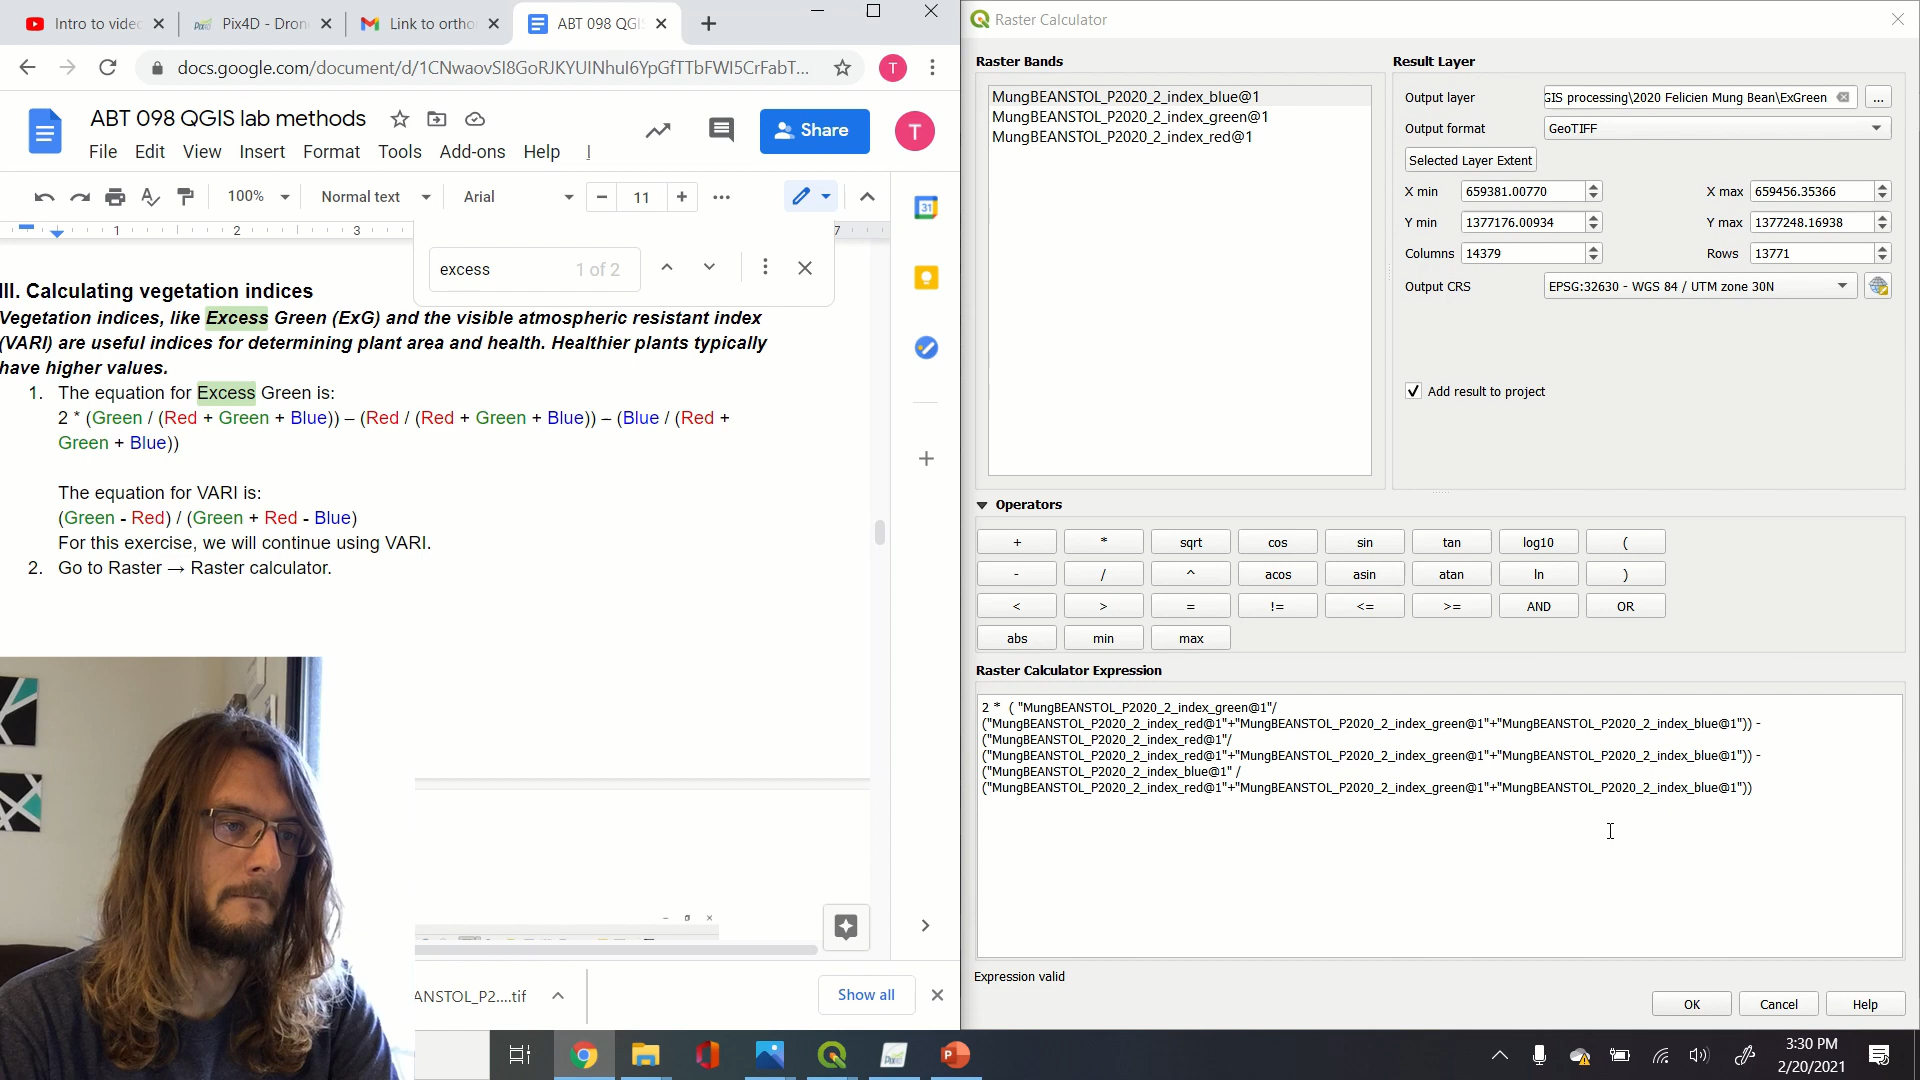 Intro to vide
Pix4D - Dron
Link to ortho
ABT 098 QGIS
docs.google.com/document/d/1CNwaovSl8GoRJKYUINhuI6YpGfTTbFWI5CrFabT...
T
ABT 098 QGIS lab methods
Share
T
File Edit View Insert Format Tools Add-ons Help
100% Normal text Arial 11
31
1 2 3 7
excess 1 of 2
III. Calculating vegetation indices
Vegetation indices, like Excess Green (ExG) and the visible atmospheric resistant index
(VARI) are useful indices for determining plant area and health. Healthier plants typically
have higher values.
1. The equation for Excess Green is:
2 * (Green / (Red + Green + Blue)) – (Red / (Red + Green + Blue)) – (Blue / (Red +
Green + Blue))
The equation for VARI is:
(Green - Red) / (Green + Red - Blue)
For this exercise, we will continue using VARI.
2. Go to Raster → Raster calculator.
ANSTOL_P2....tif
Show all
Raster Calculator
Raster Bands
MungBEANSTOL_P2020_2_index_blue@1
MungBEANSTOL_P2020_2_index_green@1
MungBEANSTOL_P2020_2_index_red@1
Result Layer
Output layer GIS processing\2020 Felicien Mung Bean\ExGreen ...
Output format GeoTIFF
Selected Layer Extent
X min 659381.00770 X max 659456.35366
Y min 1377176.00934 Y max 1377248.16938
Columns 14379 Rows 13771
Output CRS EPSG:32630 - WGS 84 / UTM zone 30N
Add result to project
Operators
+ * sqrt cos sin tan log10 (
- / ^ acos asin atan ln )
< > = != <= >= AND OR
abs min max
Raster Calculator Expression
2 * ( "MungBEANSTOL_P2020_2_index_green@1"/
("MungBEANSTOL_P2020_2_index_red@1"+"MungBEANSTOL_P2020_2_index_green@1"+"MungBEANSTOL_P2020_2_index_blue@1")) -
("MungBEANSTOL_P2020_2_index_red@1"/
("MungBEANSTOL_P2020_2_index_red@1"+"MungBEANSTOL_P2020_2_index_green@1"+"MungBEANSTOL_P2020_2_index_blue@1")) -
("MungBEANSTOL_P2020_2_index_blue@1" /
("MungBEANSTOL_P2020_2_index_red@1"+"MungBEANSTOL_P2020_2_index_green@1"+"MungBEANSTOL_P2020_2_index_blue@1"))
Expression valid
OK Cancel Help
3:30 PM
2/20/2021